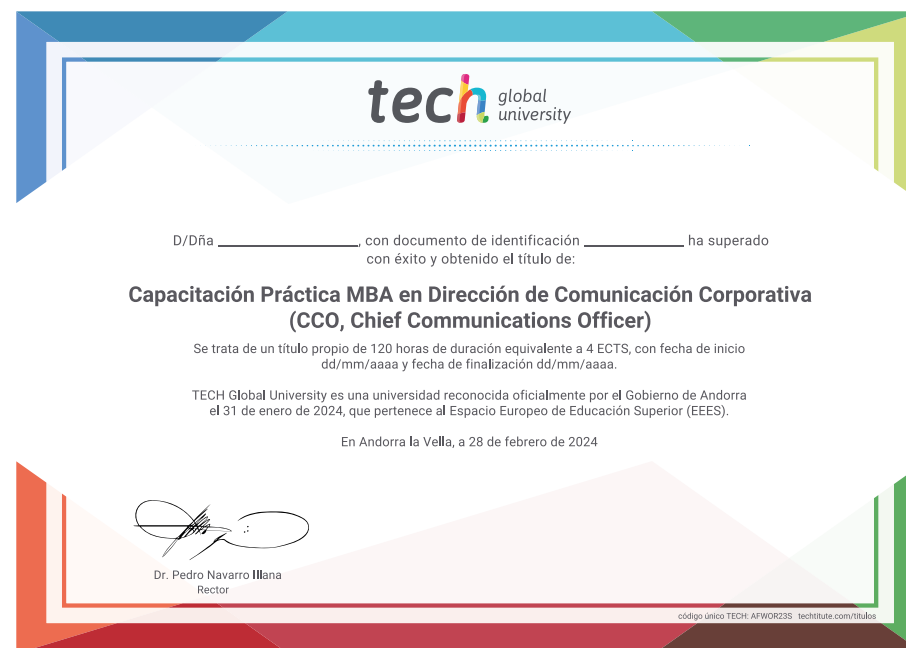 tech global university
D/Dña ____________________, con documento de identificación ______________ ha superado
con éxito y obtenido el título de:
Capacitación Práctica MBA en Dirección de Comunicación Corporativa
(CCO, Chief Communications Officer)
Se trata de un título propio de 120 horas de duración equivalente a 4 ECTS, con fecha de inicio
dd/mm/aaaa y fecha de finalización dd/mm/aaaa.
TECH Global University es una universidad reconocida oficialmente por el Gobierno de Andorra
el 31 de enero de 2024, que pertenece al Espacio Europeo de Educación Superior (EEES).
En Andorra la Vella, a 28 de febrero de 2024
Dr. Pedro Navarro Illana
Rector
código único TECH: AFWOR23S techtitute.com/titulos